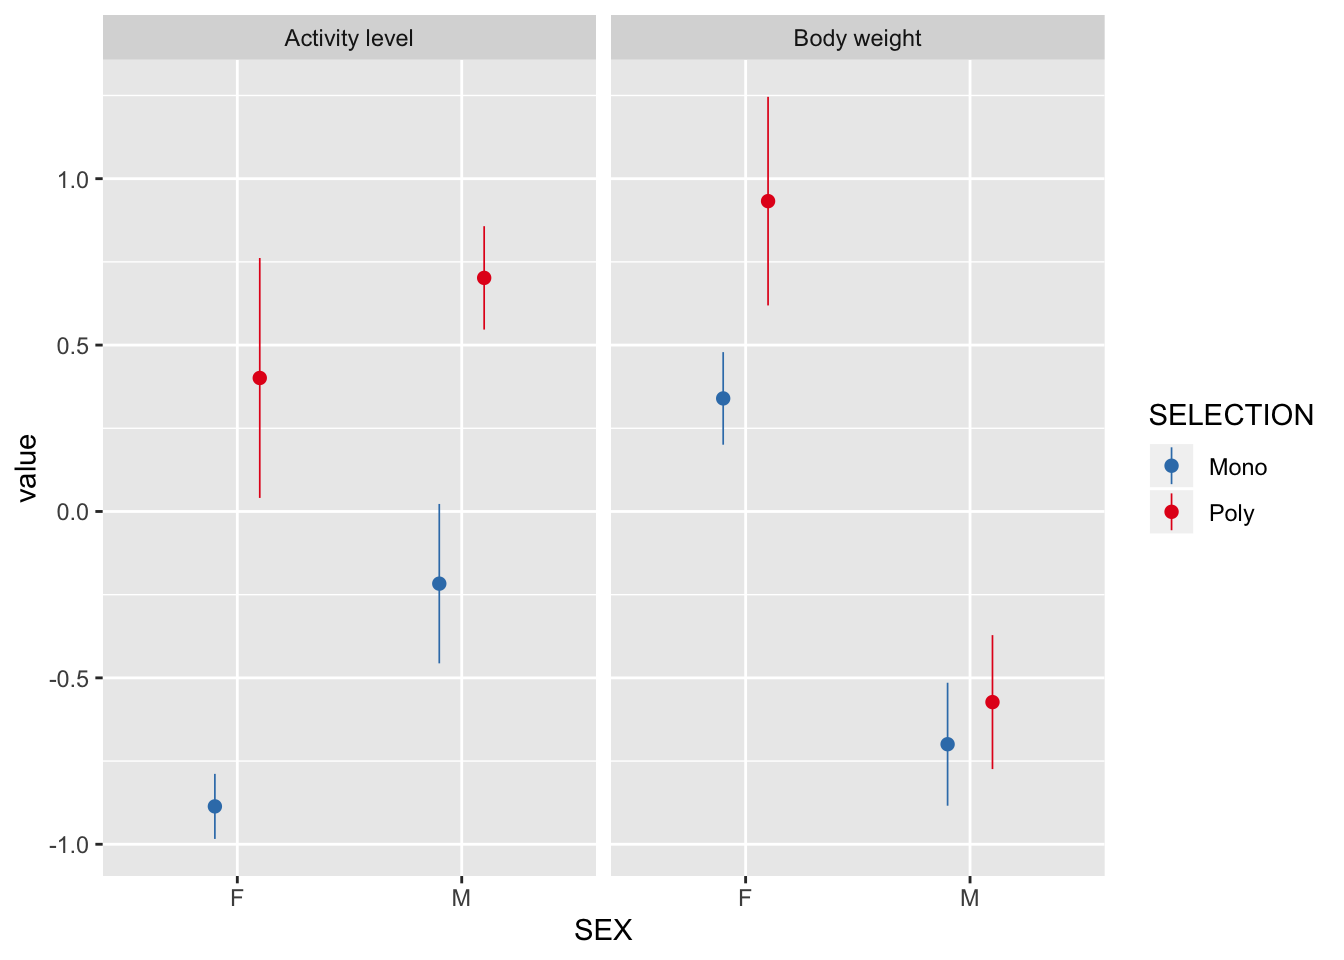 Activity level
Body weight
1.0
0.5
0.0
-0.5
-1.0
value
F
M
F
M
SEX
SELECTION
Mono
Poly